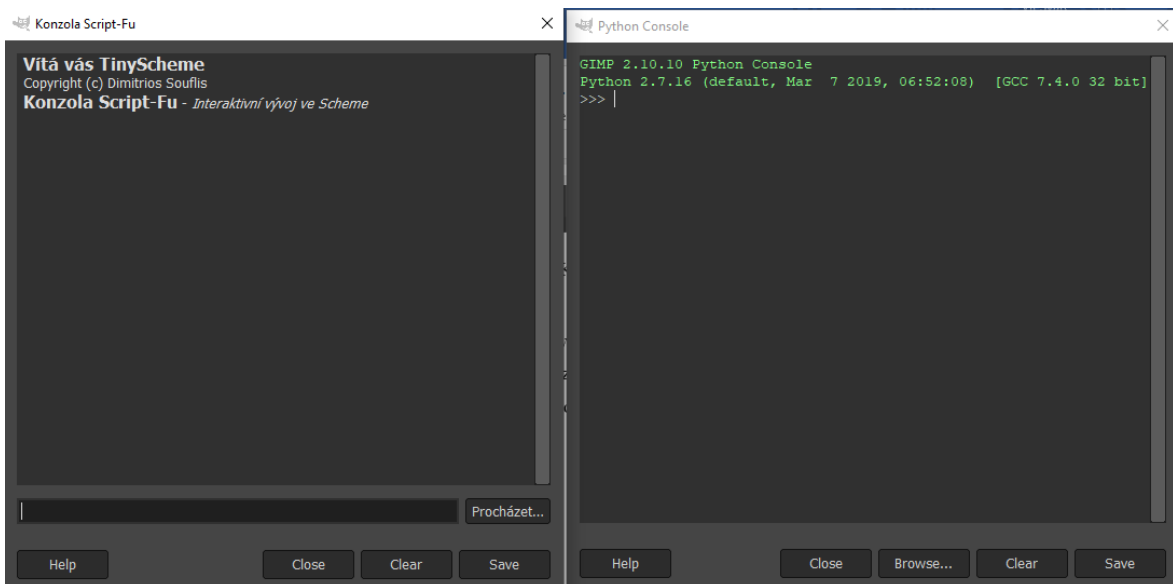 Konzola Script-Fu
Vítá vás TinyScheme
Copyright (c) Dimitrios Souflis
Konzola Script-Fu - Interaktivní vývoj ve Scheme
Procházet...
Help
Close
Clear
Save
Python Console
GIMP 2.10.10 Python Console
Python 2.7.16 (default, Mar  7 2019, 06:52:08)  [GCC 7.4.0 32 bit]
>>>
Help
Close
Browse...
Clear
Save